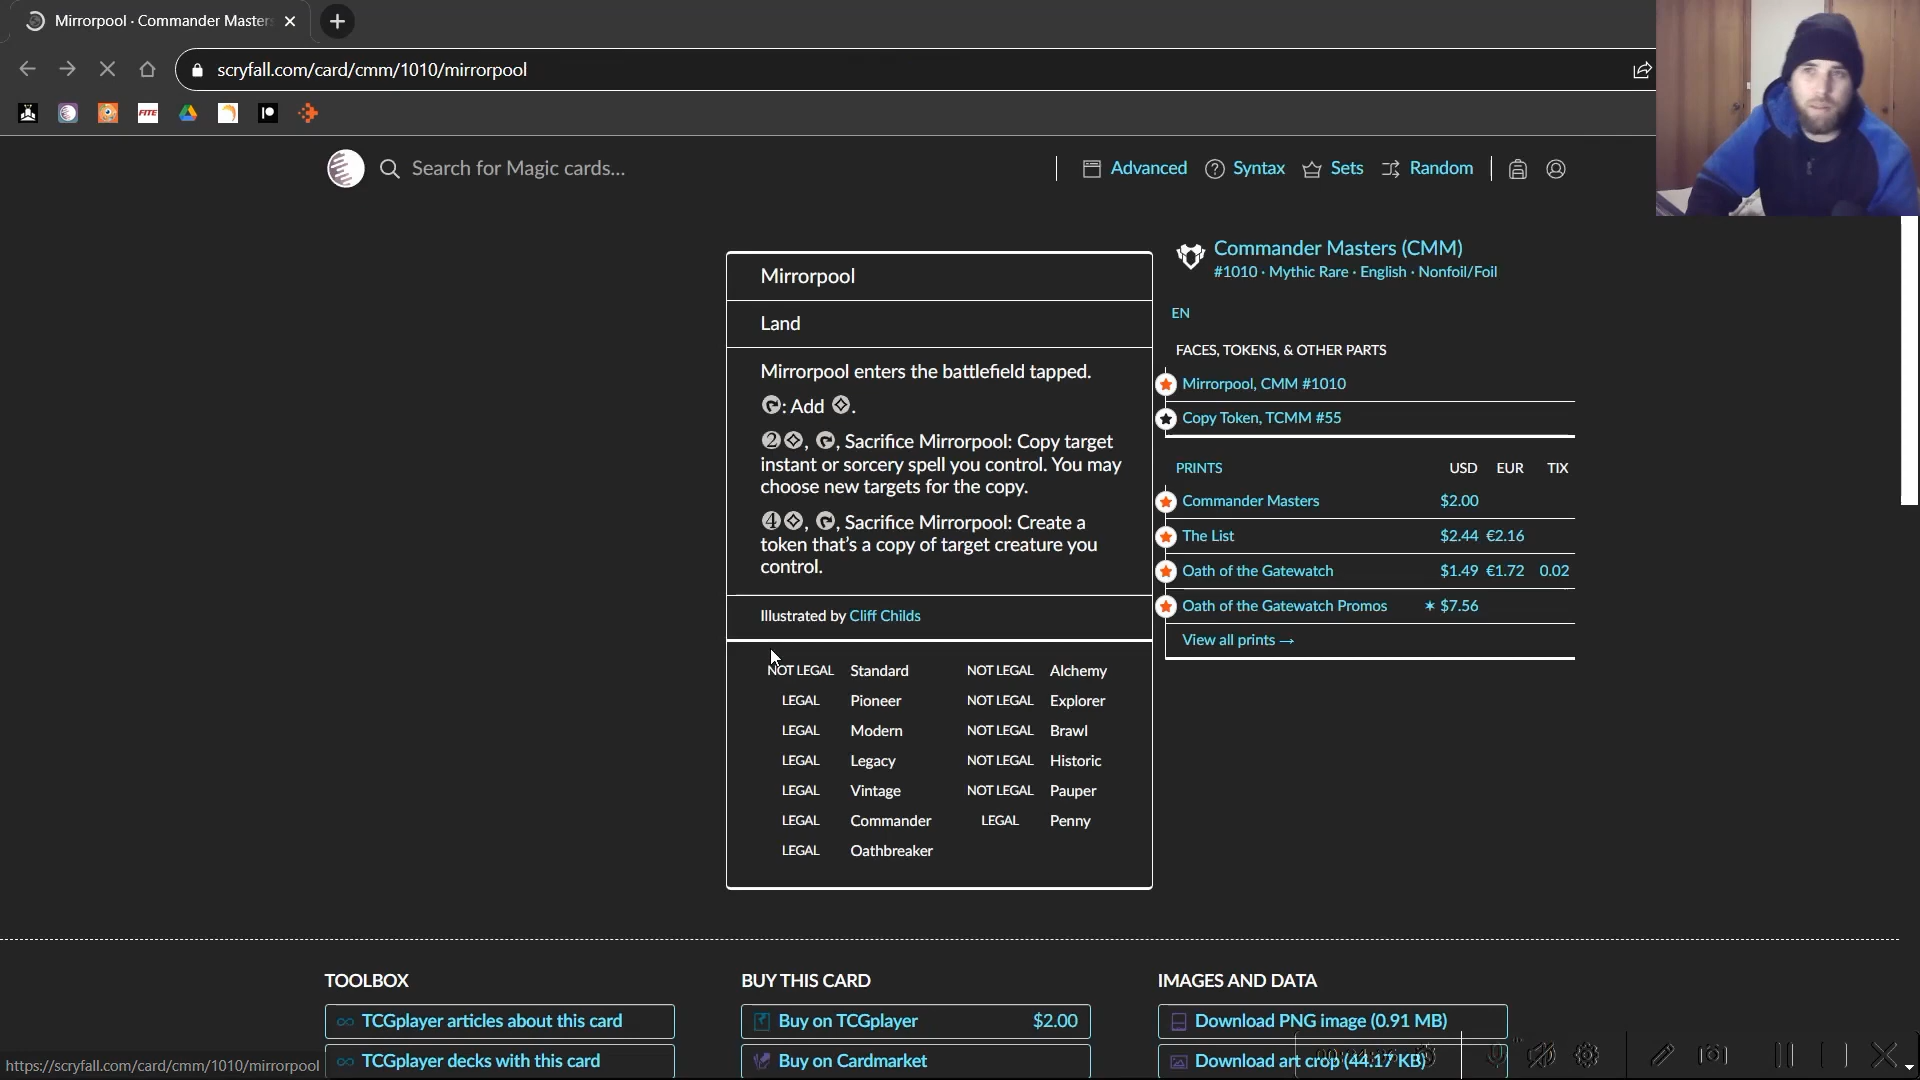 Mirrorpool · Commander Master
scryfall.com/card/cmm/1010/mirrorpool
FITE
Search for Magic cards...
Advanced
Syntax
Sets
Random
Mirrorpool
Land
Mirrorpool enters the battlefield tapped.
: Add .
2, , Sacrifice Mirrorpool: Copy target
instant or sorcery spell you control. You may
choose new targets for the copy.
4, , Sacrifice Mirrorpool: Create a
token that's a copy of target creature you
control.
Illustrated by Cliff Childs
NOT LEGAL Standard NOT LEGAL Alchemy
LEGAL Pioneer NOT LEGAL Explorer
LEGAL Modern NOT LEGAL Brawl
LEGAL Legacy NOT LEGAL Historic
LEGAL Vintage NOT LEGAL Pauper
LEGAL Commander LEGAL Penny
LEGAL Oathbreaker
Commander Masters (CMM)
#1010 · Mythic Rare · English · Nonfoil/Foil
EN
FACES, TOKENS, & OTHER PARTS
Mirrorpool, CMM #1010
Copy Token, TCMM #55
PRINTS USD EUR TIX
Commander Masters $2.00
The List $2.44 €2.16
Oath of the Gatewatch $1.49 €1.72 0.02
Oath of the Gatewatch Promos ✶ $7.56
View all prints →
TOOLBOX
TCGplayer articles about this card
TCGplayer decks with this card
BUY THIS CARD
Buy on TCGplayer $2.00
Buy on Cardmarket
IMAGES AND DATA
Download PNG image (0.91 MB)
Download art crop (44.17 KB)
https://scryfall.com/card/cmm/1010/mirrorpool